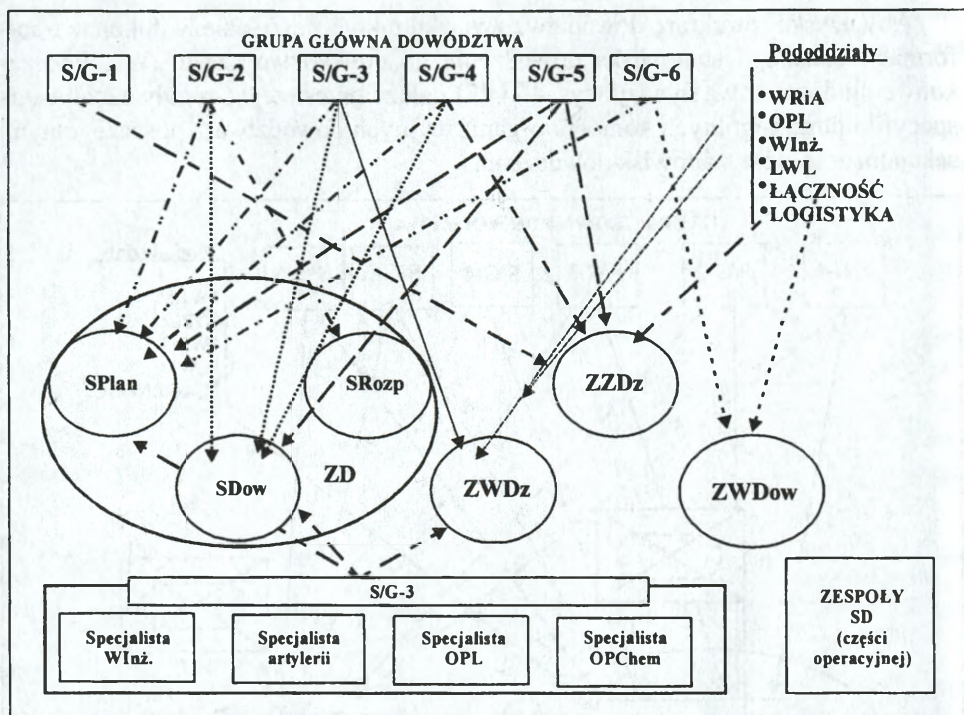 GRUPA GŁÓWNA DOWÓDZTWA
S/G-1 S/G-2 S/G-3 S/G-4 S/G-5 S/G-6
Pododdziały
•WRiA
•OPL
•WInż.
•LWL
•ŁĄCZNOŚĆ
•LOGISTYKA
SPlan
SRozp
SDow
ZD
ZZDz
ZWDz
ZWDow
S/G-3
Specjalista
WInż.
Specjalista
artylerii
Specjalista
OPL
Specjalista
OPChem
ZESPOŁY
SD
(części
operacyjnej)